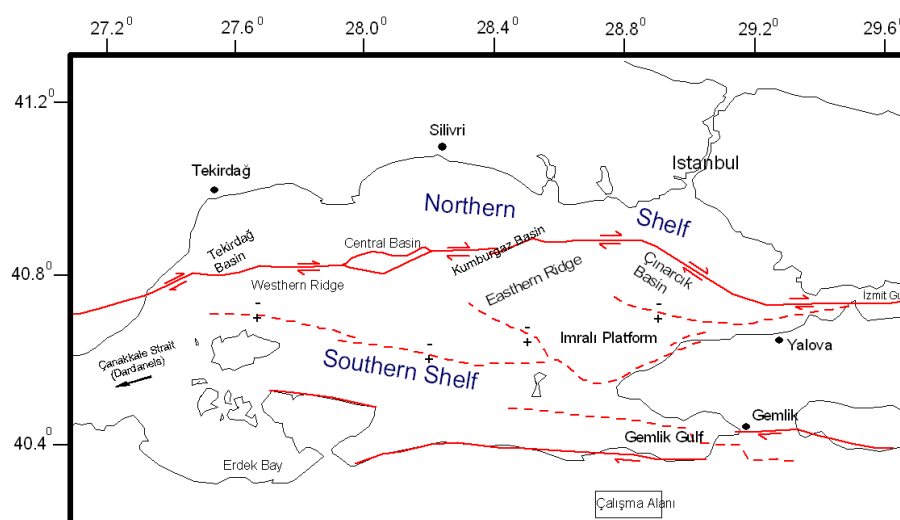 27.2⁰ 27.6⁰ 28.0⁰ 28.4⁰ 28.8⁰ 29.2⁰ 29.6⁰
41.2⁰
Silivri
Istanbul
Tekirdağ
Northern Shelf
Tekirdağ
Basin
Central Basin
Kumburgaz Basin
40.8⁰
Westhern Ridge
Easthern Ridge
Çınarcık
Basin
Izmit Gu
Imralı Platform
Yalova
Çanakkale Strait
(Dardanels)
Southern Shelf
Gemlik
40.4⁰
Gemlik Gulf
Erdek Bay
Çalışma Alanı